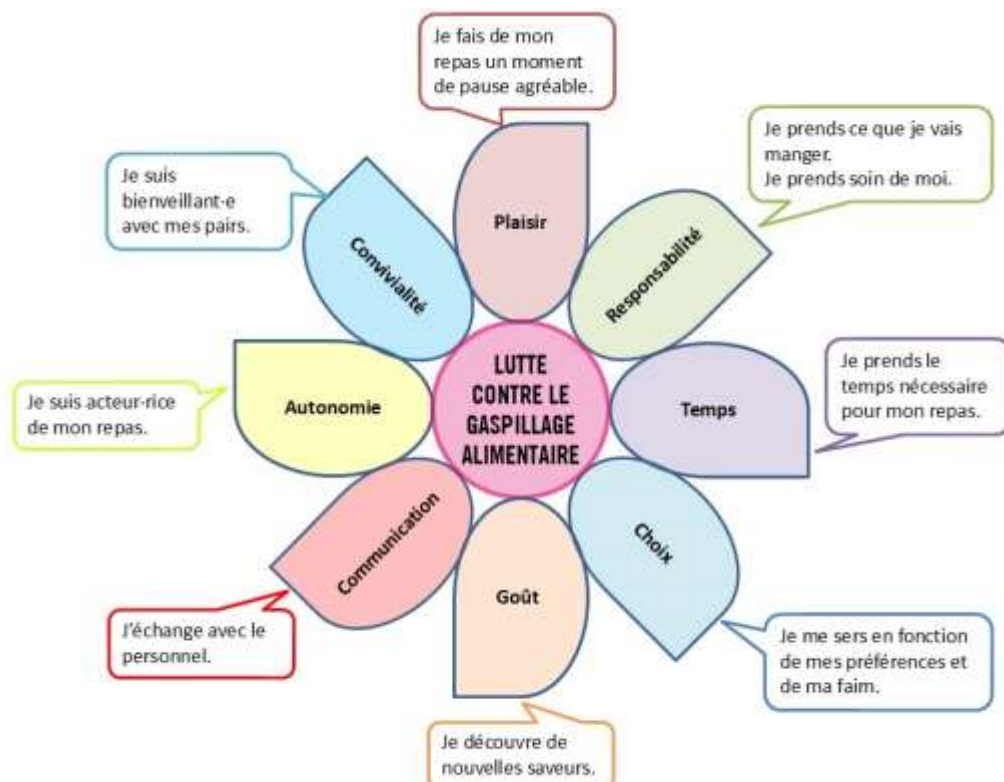 Je fais de mon
repas un moment
de pause agréable.
Plaisir
Je prends ce que je vais
manger.
Je prends soin de moi.
Responsabilité
Je prends le
temps nécessaire
pour mon repas.
Temps
Je me sers en fonction
de mes préférences et
de ma faim.
Choix
Je découvre de
nouvelles saveurs.
Goût
J'échange avec le
personnel.
Communication
Je suis acteur-rice
de mon repas.
Autonomie
Je suis
bienveillant-e
avec mes pairs.
Convivialité
LUTTE
CONTRE LE
GASPILLAGE
ALIMENTAIRE